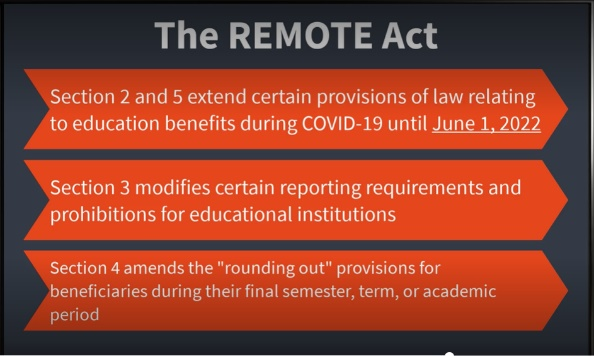 The REMOTE Act
Section 2 and 5 extend certain provisions of law relating
to education benefits during COVID-19 until June 1, 2022
Section 3 modifies certain reporting requirements and
prohibitions for educational institutions
Section 4 amends the "rounding out" provisions for
beneficiaries during their final semester, term, or academic
period